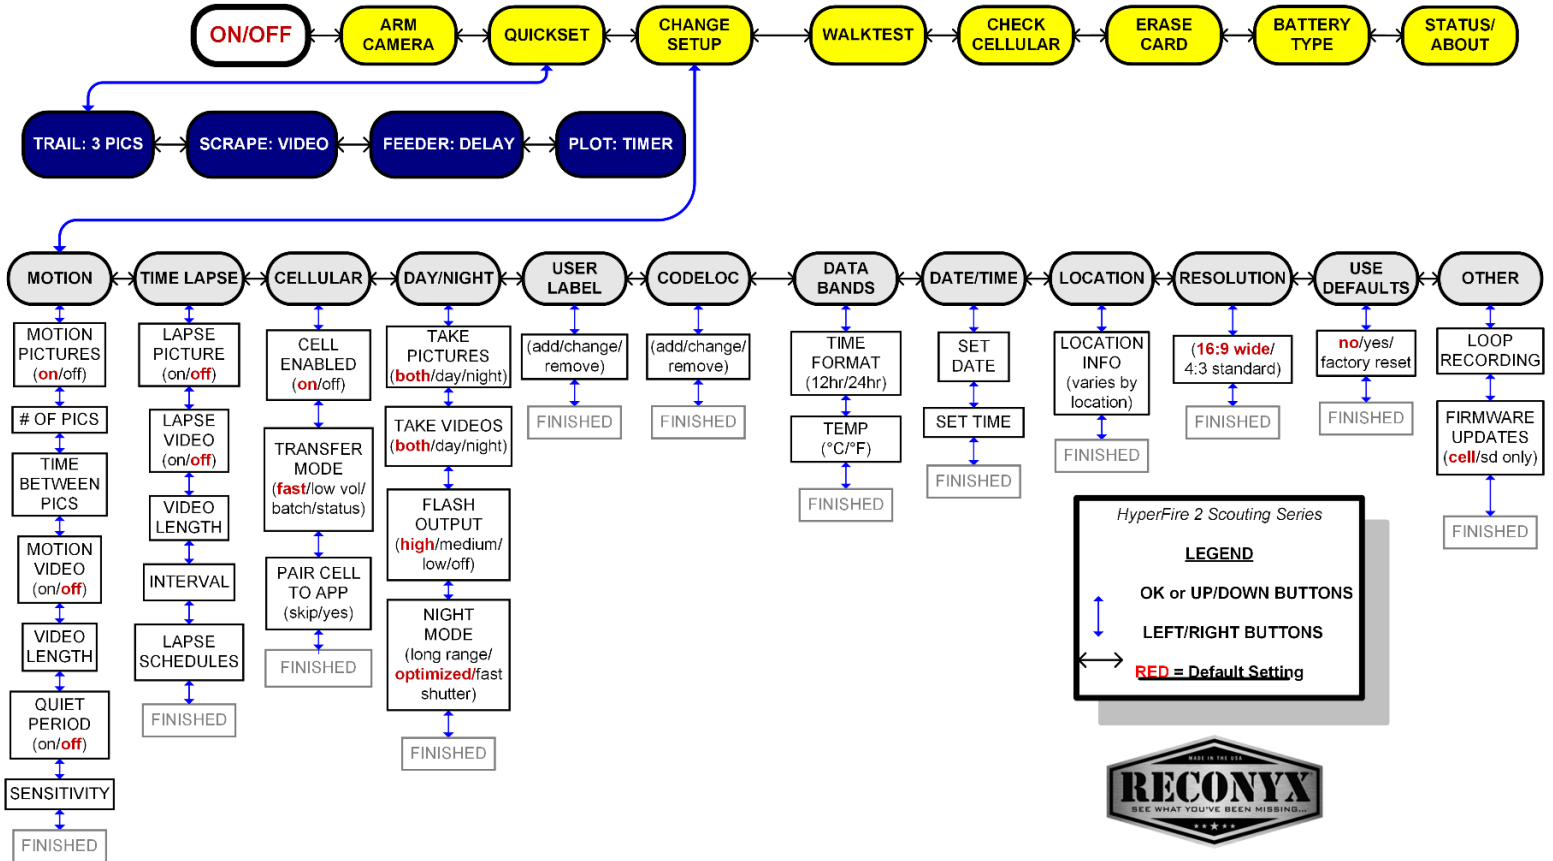 ON/OFF
ARM
CAMERA
QUICKSET
CHANGE
SETUP
WALKTEST
CHECK
CELLULAR
ERASE
CARD
BATTERY
TYPE
STATUS/
ABOUT
TRAIL: 3 PICS
SCRAPE: VIDEO
FEEDER: DELAY
PLOT: TIMER
MOTION
MOTION
PICTURES
(on/off)
# OF PICS
TIME
BETWEEN
PICS
MOTION
VIDEO
(on/off)
VIDEO
LENGTH
QUIET
PERIOD
(on/off)
SENSITIVITY
FINISHED
TIME LAPSE
LAPSE
PICTURE
(on/off)
LAPSE
VIDEO
(on/off)
VIDEO
LENGTH
INTERVAL
LAPSE
SCHEDULES
FINISHED
CELLULAR
CELL
ENABLED
(on/off)
TRANSFER
MODE
(fast/low vol/
batch/status)
PAIR CELL
TO APP
(skip/yes)
FINISHED
DAY/NIGHT
TAKE
PICTURES
(both/day/night)
TAKE VIDEOS
(both/day/night)
FLASH
OUTPUT
(high/medium/
low/off)
NIGHT
MODE
(long range/
optimized/fast
shutter)
FINISHED
USER
LABEL
(add/change/
remove)
FINISHED
CODELOC
(add/change/
remove)
FINISHED
DATA
BANDS
TIME
FORMAT
(12hr/24hr)
TEMP
(°C/°F)
FINISHED
DATE/TIME
SET
DATE
SET TIME
FINISHED
LOCATION
LOCATION
INFO
(varies by
location)
FINISHED
RESOLUTION
(16:9 wide/
4:3 standard)
FINISHED
USE
DEFAULTS
no/yes/
factory reset
FINISHED
OTHER
LOOP
RECORDING
FIRMWARE
UPDATES
(cell/sd only)
FINISHED
HyperFire 2 Scouting Series
LEGEND
OK or UP/DOWN BUTTONS
LEFT/RIGHT BUTTONS
RED = Default Setting
MADE IN THE USA
RECONYX
SEE WHAT YOU'VE BEEN MISSING...